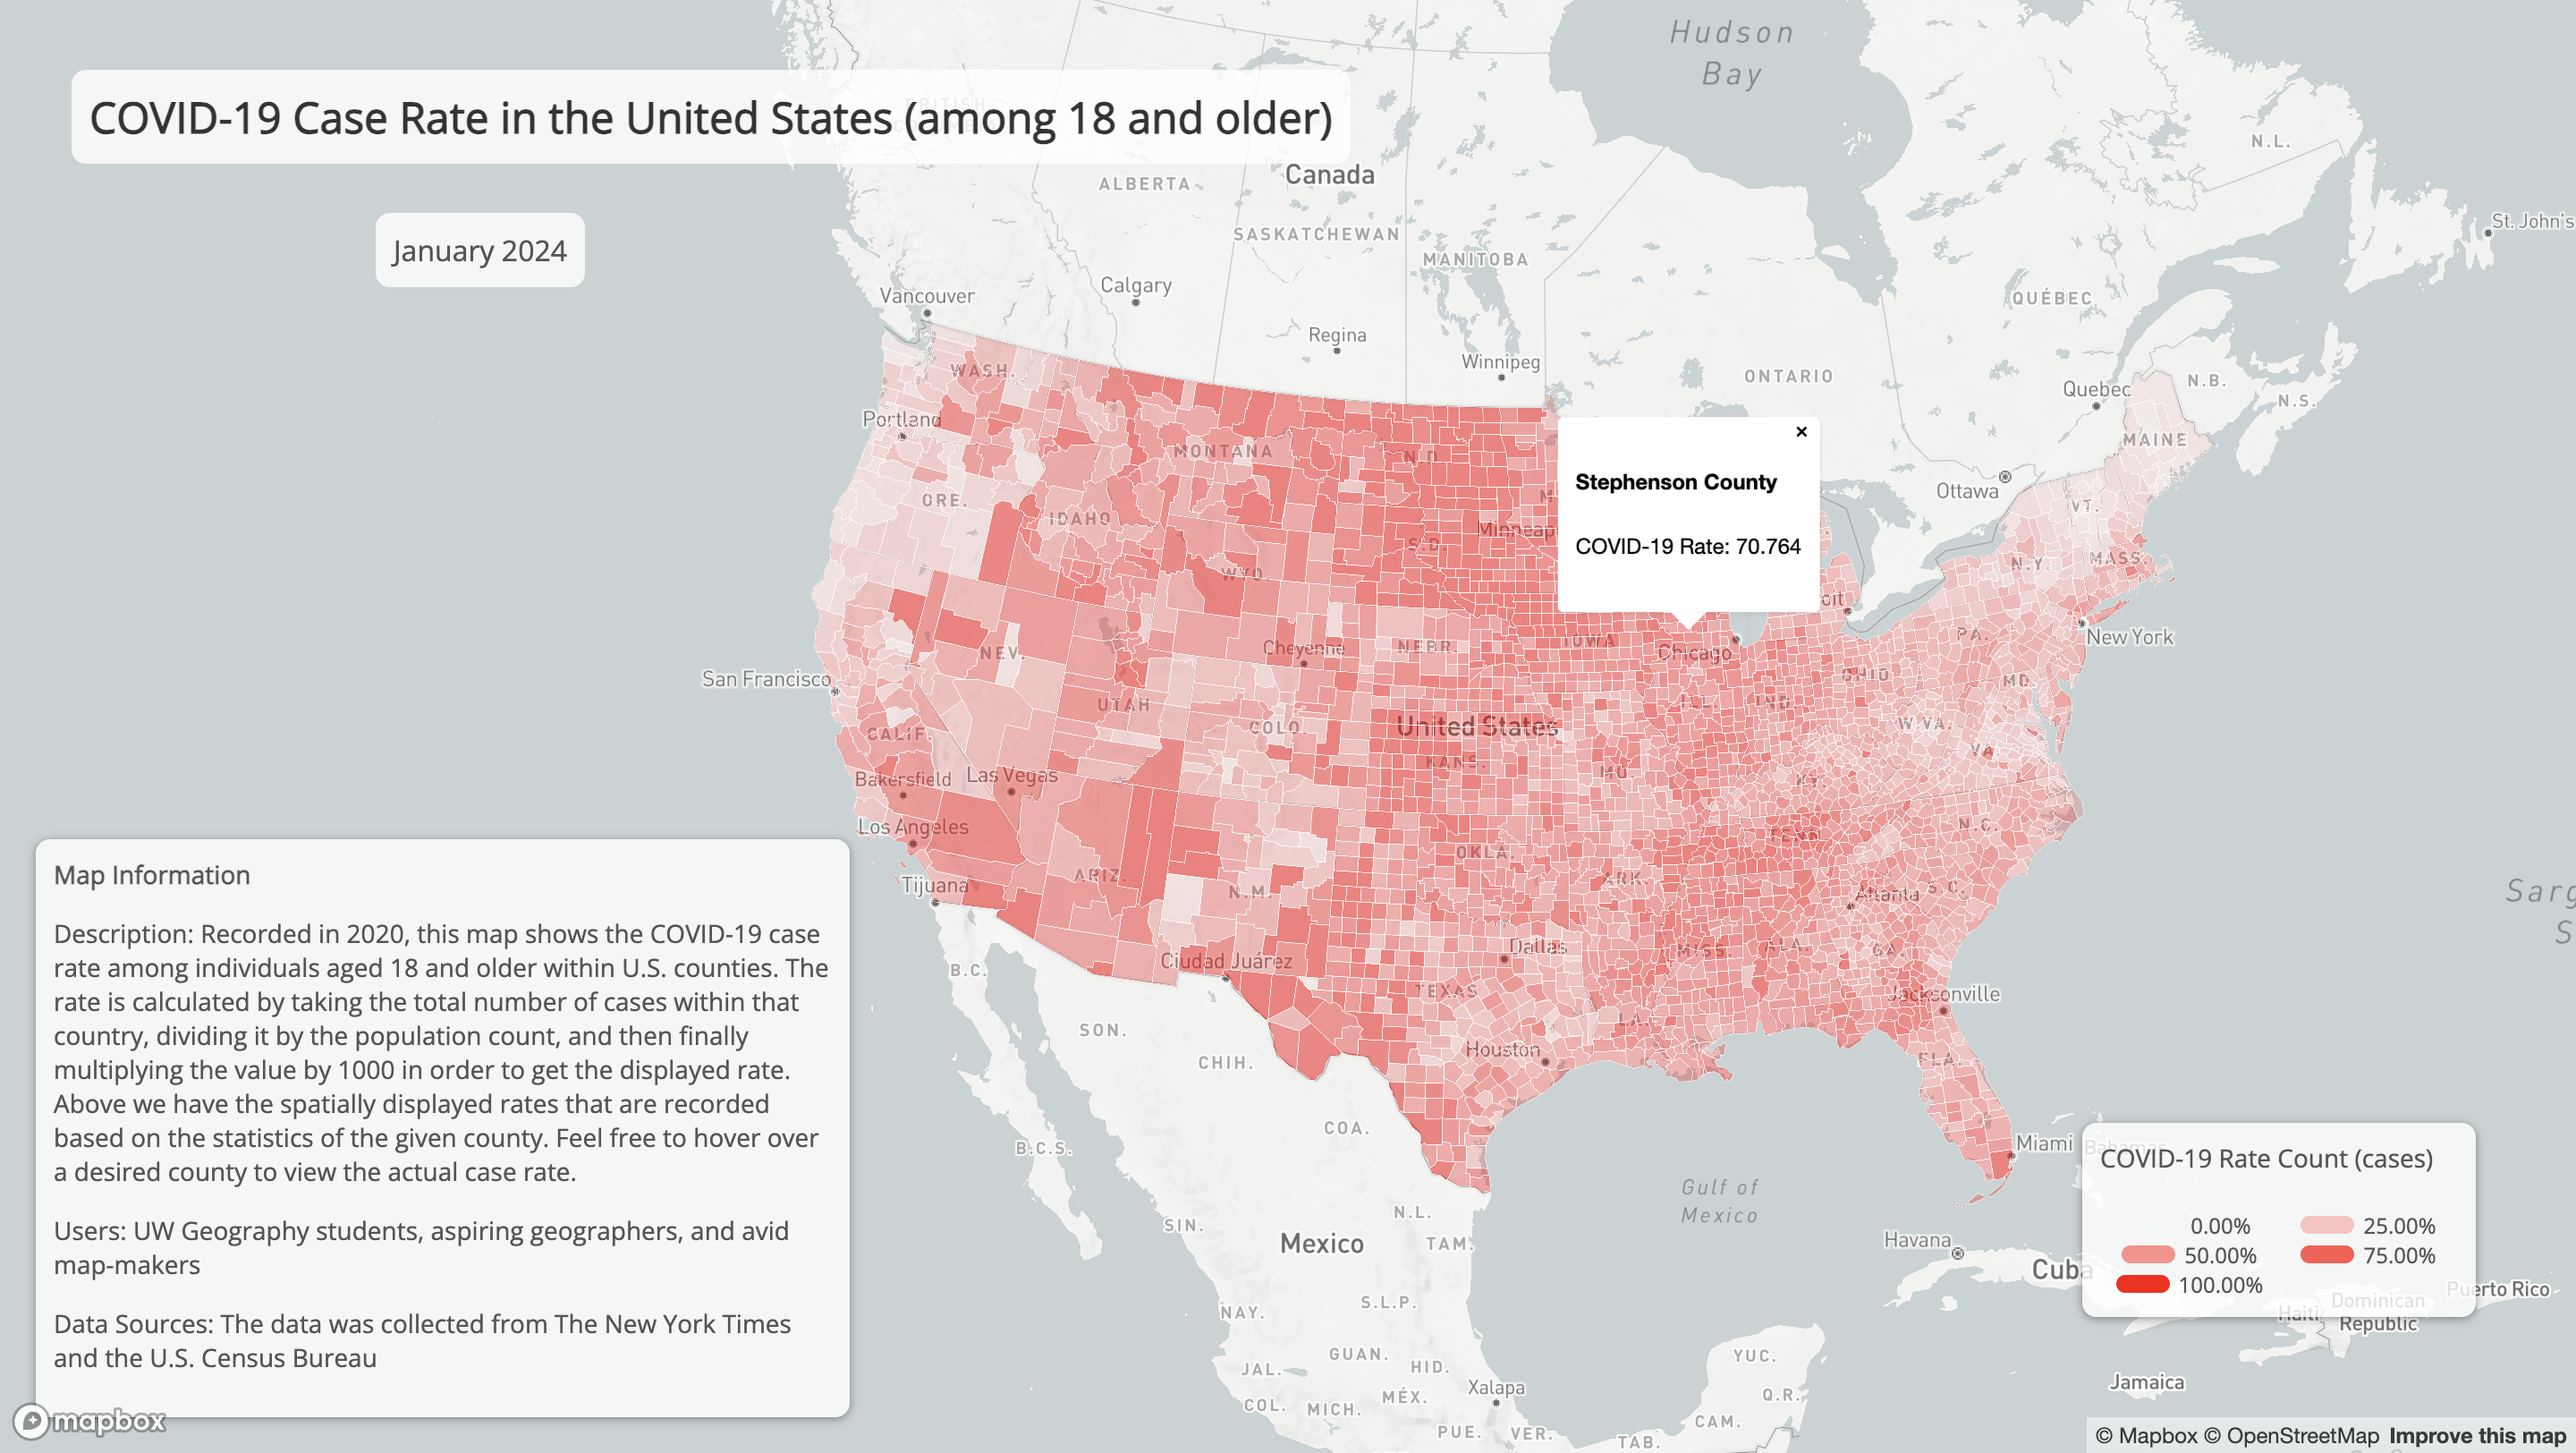 COVID-19 Case Rate in the United States (among 18 and older)
January 2024
Hudson
Bay
N.L.
Canada
ALBERTA
SASKATCHEWAN
MANITOBA
St. John's
Calgary
Vancouver
QUÉBEC
Regina
Winnipeg
ONTARIO
Quebec
N.B.
N.S.
WASH.
Portland
MONTANA
N.D.
MAINE
×
Stephenson County
COVID-19 Rate: 70.764
Ottawa
ORE.
IDAHO
VT.
Minneap
S.D.
WYO.
N.Y.
MASS.
oit
New York
PA.
NEV.
Cheyenne
NEBR.
IOWA
Chicago
San Francisco
OHIO
MD.
UTAH
ILL.
IND.
COLO.
United States
W.VA.
CALIF.
VA.
KANS.
MO.
KY.
Bakersfield
Las Vegas
Los Angeles
N.C.
TENN.
OKLA.
ARIZ.
ARK.
Tijuana
N.M.
Atlanta
S.C.
Sarg
S
Dallas
MISS.
ALA.
GA.
Ciudad Juárez
B.C.
TEXAS
Jacksonville
LA.
SON.
CHIH.
Houston
FLA.
COA.
B.C.S.
Miami
Bahamas
Gulf of
Mexico
SIN.
N.L.
Mexico
TAM.
Havana
Cuba
NAY.
S.L.P.
Puerto Rico
Haiti
Dominican
Republic
GUAN.
HID.
YUC.
JAL.
Xalapa
Q.R.
Jamaica
COL.
MICH.
MÉX.
CAM.
PUE.
VER.
TAB.
Map Information
Description: Recorded in 2020, this map shows the COVID-19 case
rate among individuals aged 18 and older within U.S. counties. The
rate is calculated by taking the total number of cases within that
country, dividing it by the population count, and then finally
multiplying the value by 1000 in order to get the displayed rate.
Above we have the spatially displayed rates that are recorded
based on the statistics of the given county. Feel free to hover over
a desired county to view the actual case rate.
Users: UW Geography students, aspiring geographers, and avid
map-makers
Data Sources: The data was collected from The New York Times
and the U.S. Census Bureau
COVID-19 Rate Count (cases)
0.00% 25.00%
50.00% 75.00%
100.00%
mapbox
© Mapbox © OpenStreetMap Improve this map